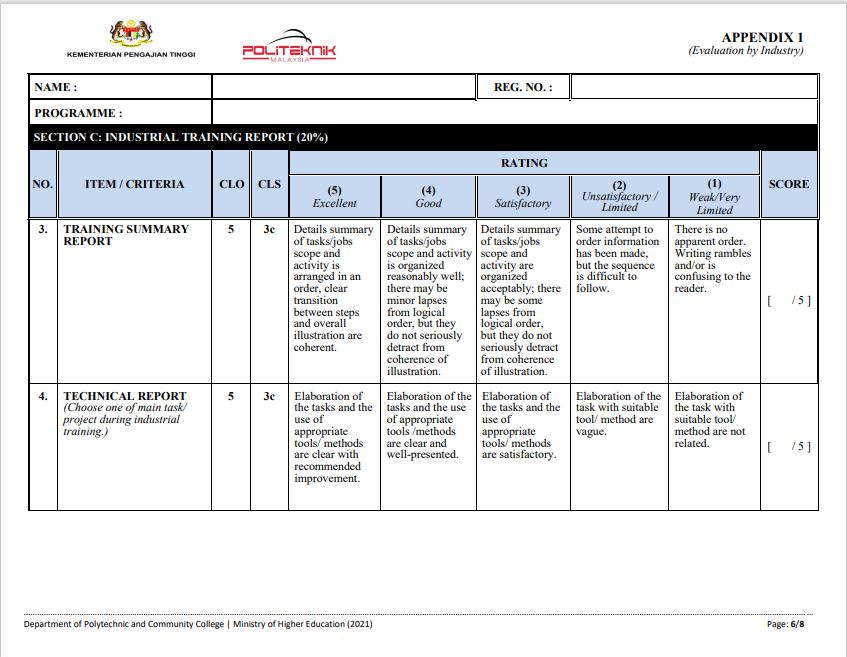 KEMENTERIAN PENGAJIAN TINGGI
POLITEKNIK
MALAYSIA
APPENDIX 1
(Evaluation by Industry)
NAME :
REG. NO. :
PROGRAMME :
SECTION C: INDUSTRIAL TRAINING REPORT (20%)
NO.
ITEM / CRITERIA
CLO
CLS
RATING
SCORE
(5)
Excellent
(4)
Good
(3)
Satisfactory
(2)
Unsatisfactory /
Limited
(1)
Weak/Very
Limited
3.
TRAINING SUMMARY
REPORT
5
3c
Details summary
of tasks/jobs
scope and
activity is
arranged in an
order, clear
transition
between steps
and overall
illustration are
coherent.
Details summary
of tasks/jobs
scope and activity
is organized
reasonably well;
there may be
minor lapses
from logical
order, but they
do not seriously
detract from
coherence of
illustration.
Details summary
of tasks/jobs
scope and
activity are
organized
acceptably; there
may be some
lapses from
logical order,
but they do not
seriously detract
from coherence
of illustration.
Some attempt to
order information
has been made,
but the sequence
is difficult to
follow.
There is no
apparent order.
Writing rambles
and/or is
confusing to the
reader.
[ / 5 ]
4.
TECHNICAL REPORT
(Choose one of main task/
project during industrial
training.)
5
3c
Elaboration of
the tasks and the
use of
appropriate
tools/ methods
are clear with
recommended
improvement.
Elaboration of the
tasks and the use
of appropriate
tools /methods
are clear and
well-presented.
Elaboration of
the tasks and the
use of
appropriate
tools/ methods
are satisfactory.
Elaboration of the
task with suitable
tool/ method are
vague.
Elaboration of
the task with
suitable tool/
method are not
related.
[ / 5 ]
Department of Polytechnic and Community College | Ministry of Higher Education (2021)
Page: 6/8